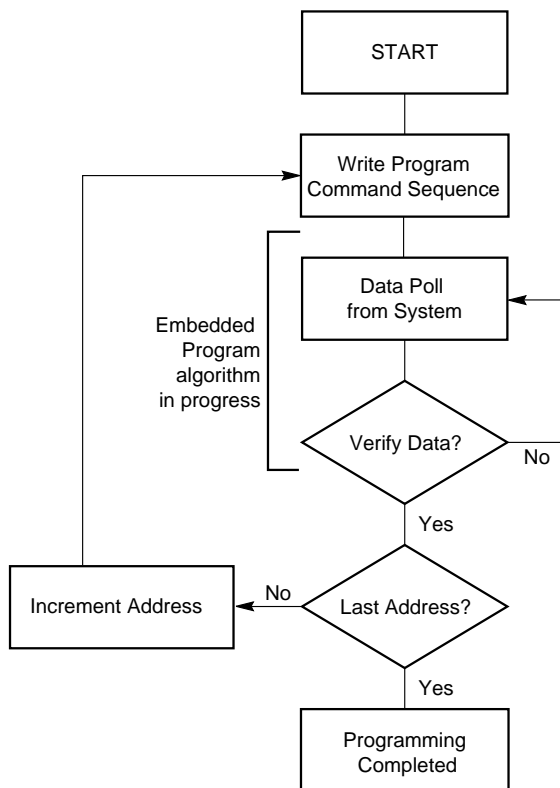 START
Write Program
Command Sequence
Data Poll
from System
Embedded
Program
algorithm
in progress
Verify Data?
No
Yes
Last Address?
No
Increment Address
Yes
Programming
Completed